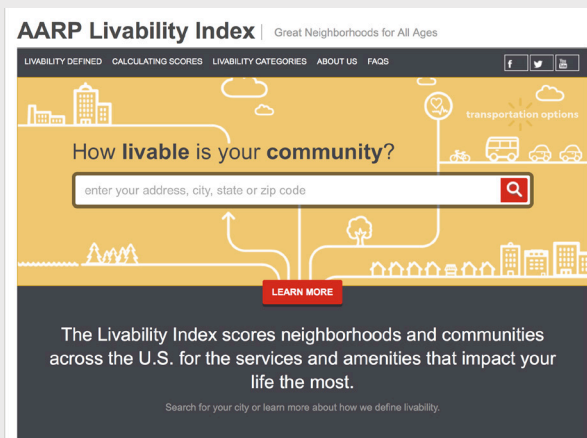 AARP Livability Index | Great Neighborhoods for All Ages
LIVABILITY DEFINED CALCULATING SCORES LIVABILITY CATEGORIES ABOUT US FAQS
f You Tube
transportation options
How livable is your community?
enter your address, city, state or zip code
LEARN MORE
The Livability Index scores neighborhoods and communities
across the U.S. for the services and amenities that impact your
life the most.
Search for your city or learn more about how we define livability.